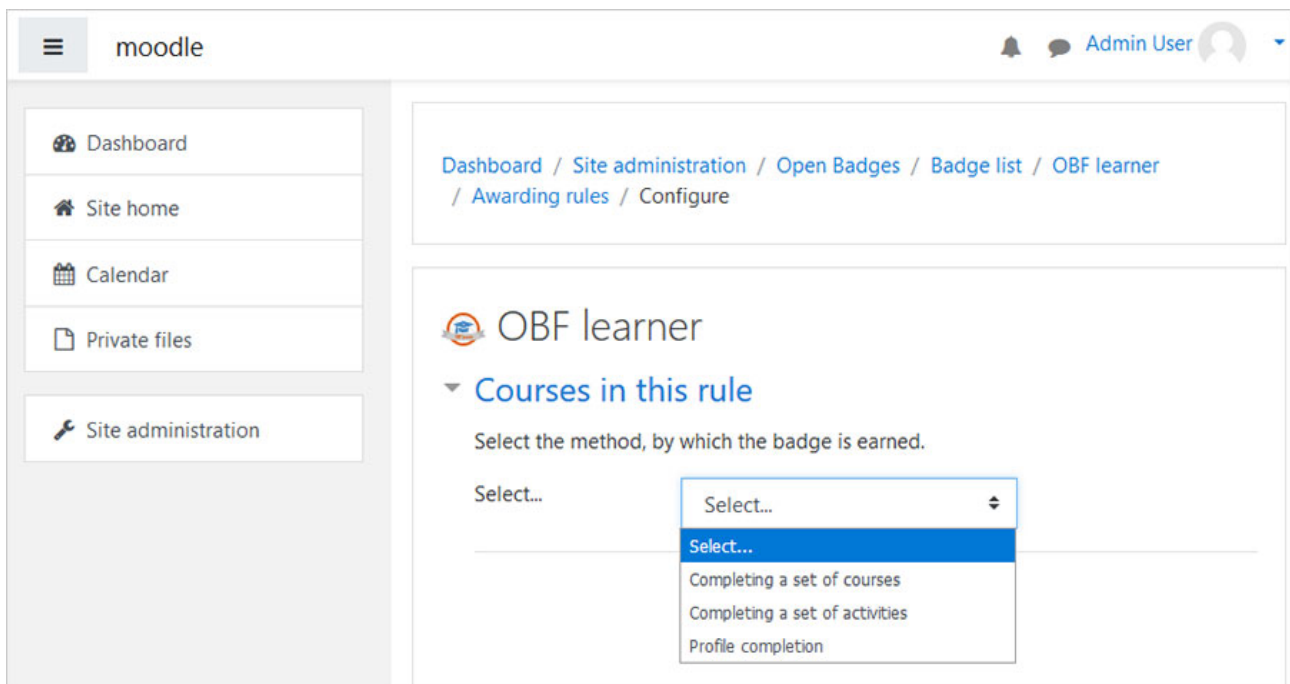 moodle
Admin User
Dashboard
Site home
Calendar
Private files
Site administration
Dashboard / Site administration / Open Badges / Badge list / OBF learner
/ Awarding rules / Configure
OBF learner
Courses in this rule
Select the method, by which the badge is earned.
Select...
Select...
Select...
Completing a set of courses
Completing a set of activities
Profile completion